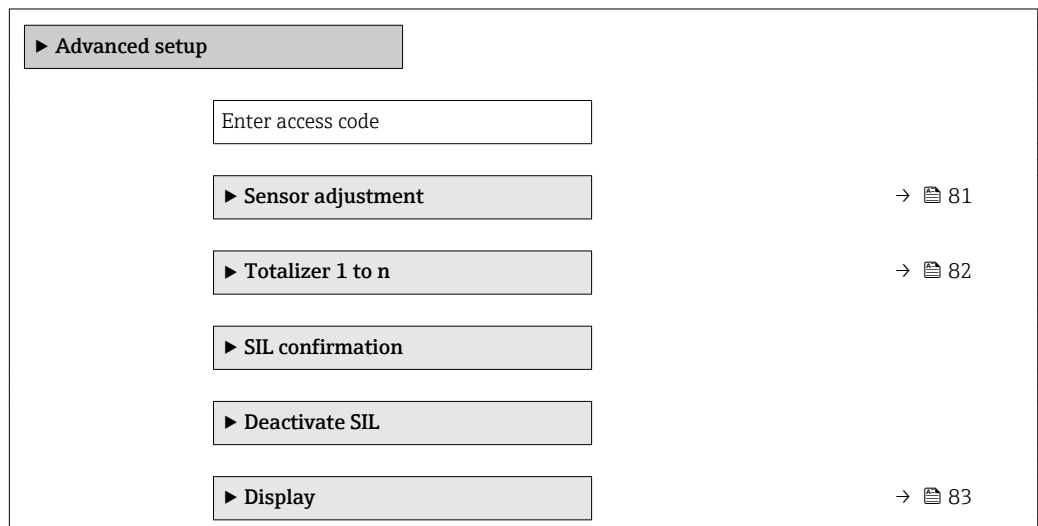 ▶ Advanced setup
Enter access code
▶ Sensor adjustment → 81
▶ Totalizer 1 to n → 82
▶ SIL confirmation
▶ Deactivate SIL
▶ Display → 83